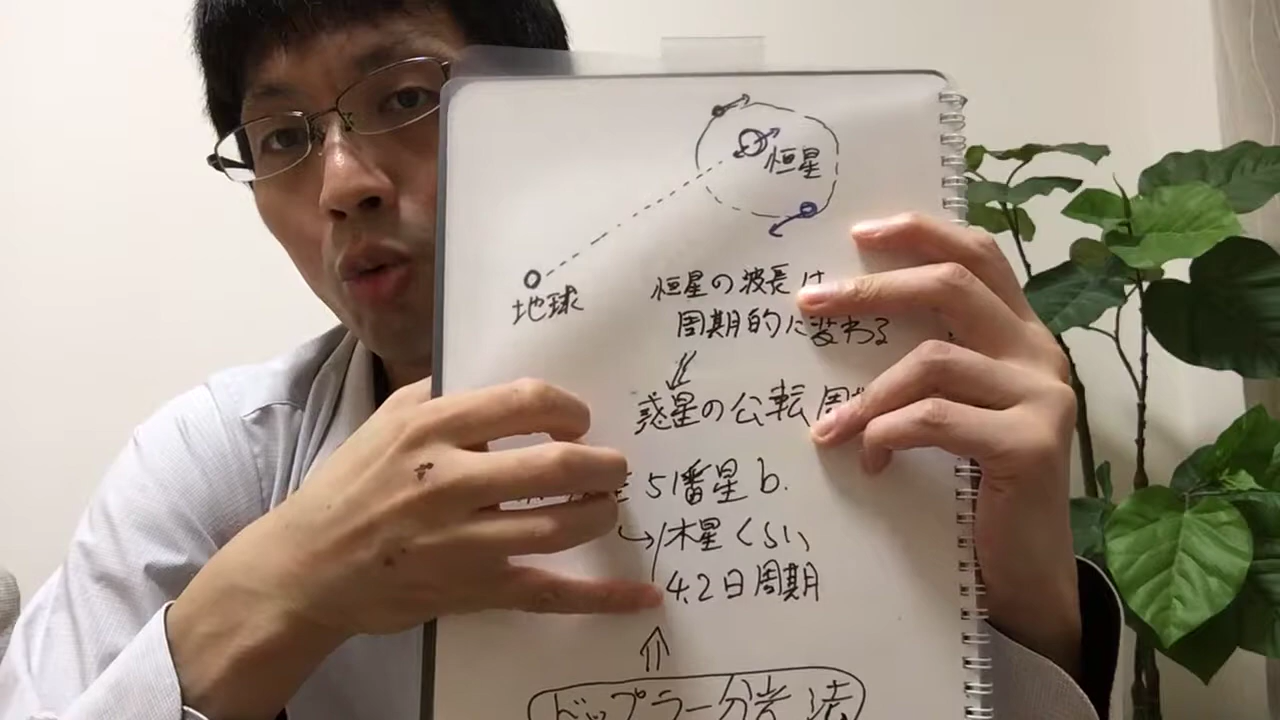 恒星
地球
恒星の波長は
周期的に変わる
惑星の公転周
51番星b.
木星くらい
4.2日周期
ドップラー分光法